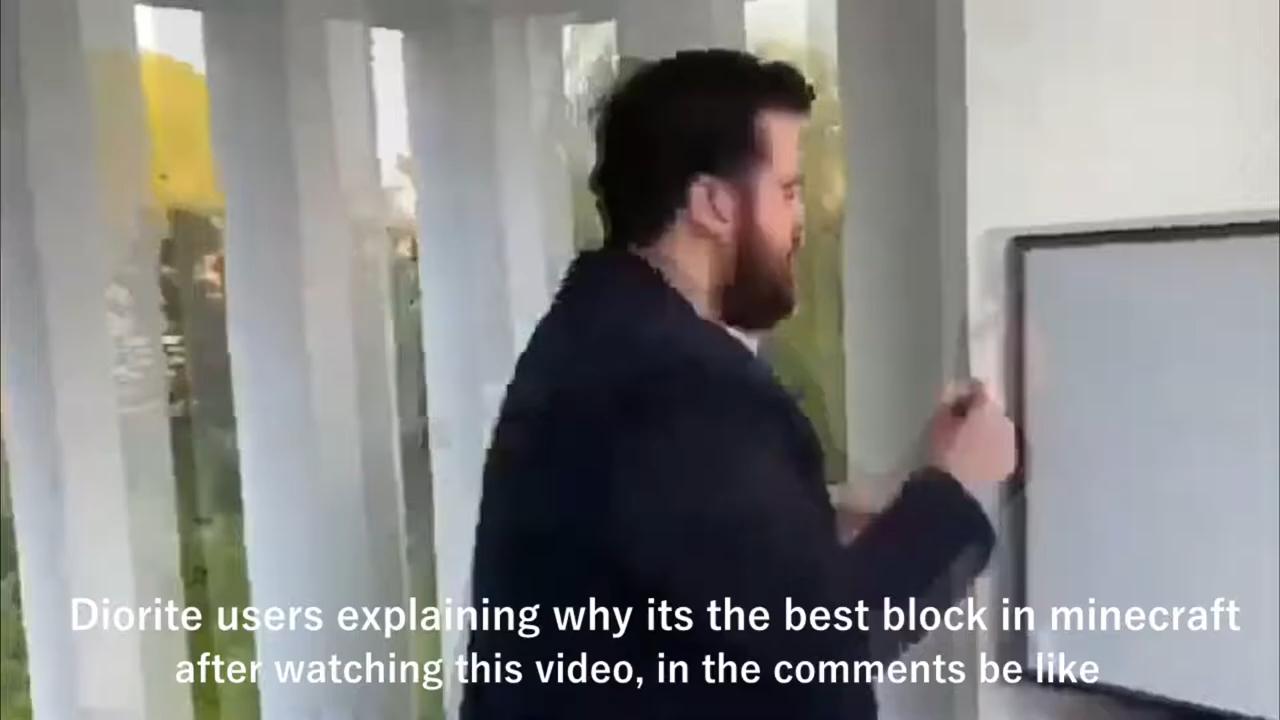 Diorite users explaining why its the best block in minecraft
after watching this video, in the comments be like